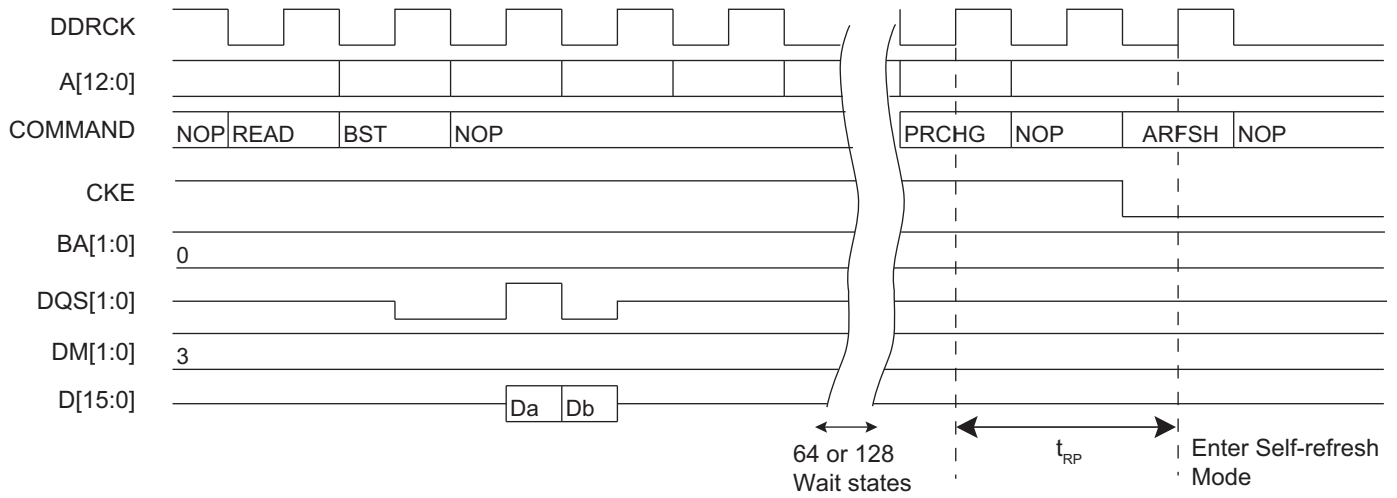 DDRCK
A[12:0]
COMMAND NOP READ BST NOP PRCHG NOP ARFSH NOP
CKE
BA[1:0] 0
DQS[1:0]
DM[1:0] 3
D[15:0] Da Db
64 or 128
Wait states
tRP
Enter Self-refresh
Mode